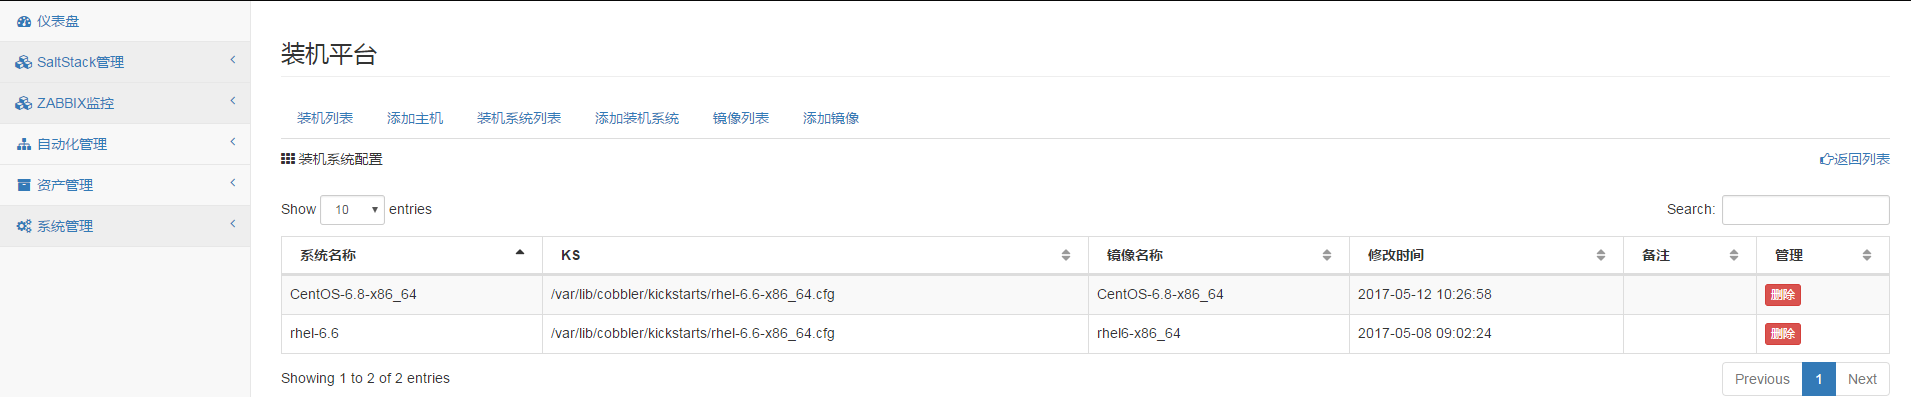 仪表盘
SaltStack管理
ZABBIX监控
自动化管理
资产管理
系统管理
装机平台
装机列表 添加主机 装机系统列表 添加装机系统 镜像列表 添加镜像
装机系统配置 返回列表
Show 10 entries Search:
系统名称 KS 镜像名称 修改时间 备注 管理
CentOS-6.8-x86_64 /var/lib/cobbler/kickstarts/rhel-6.6-x86_64.cfg CentOS-6.8-x86_64 2017-05-12 10:26:58 删除
rhel-6.6 /var/lib/cobbler/kickstarts/rhel-6.6-x86_64.cfg rhel6-x86_64 2017-05-08 09:02:24 删除
Showing 1 to 2 of 2 entries Previous 1 Next